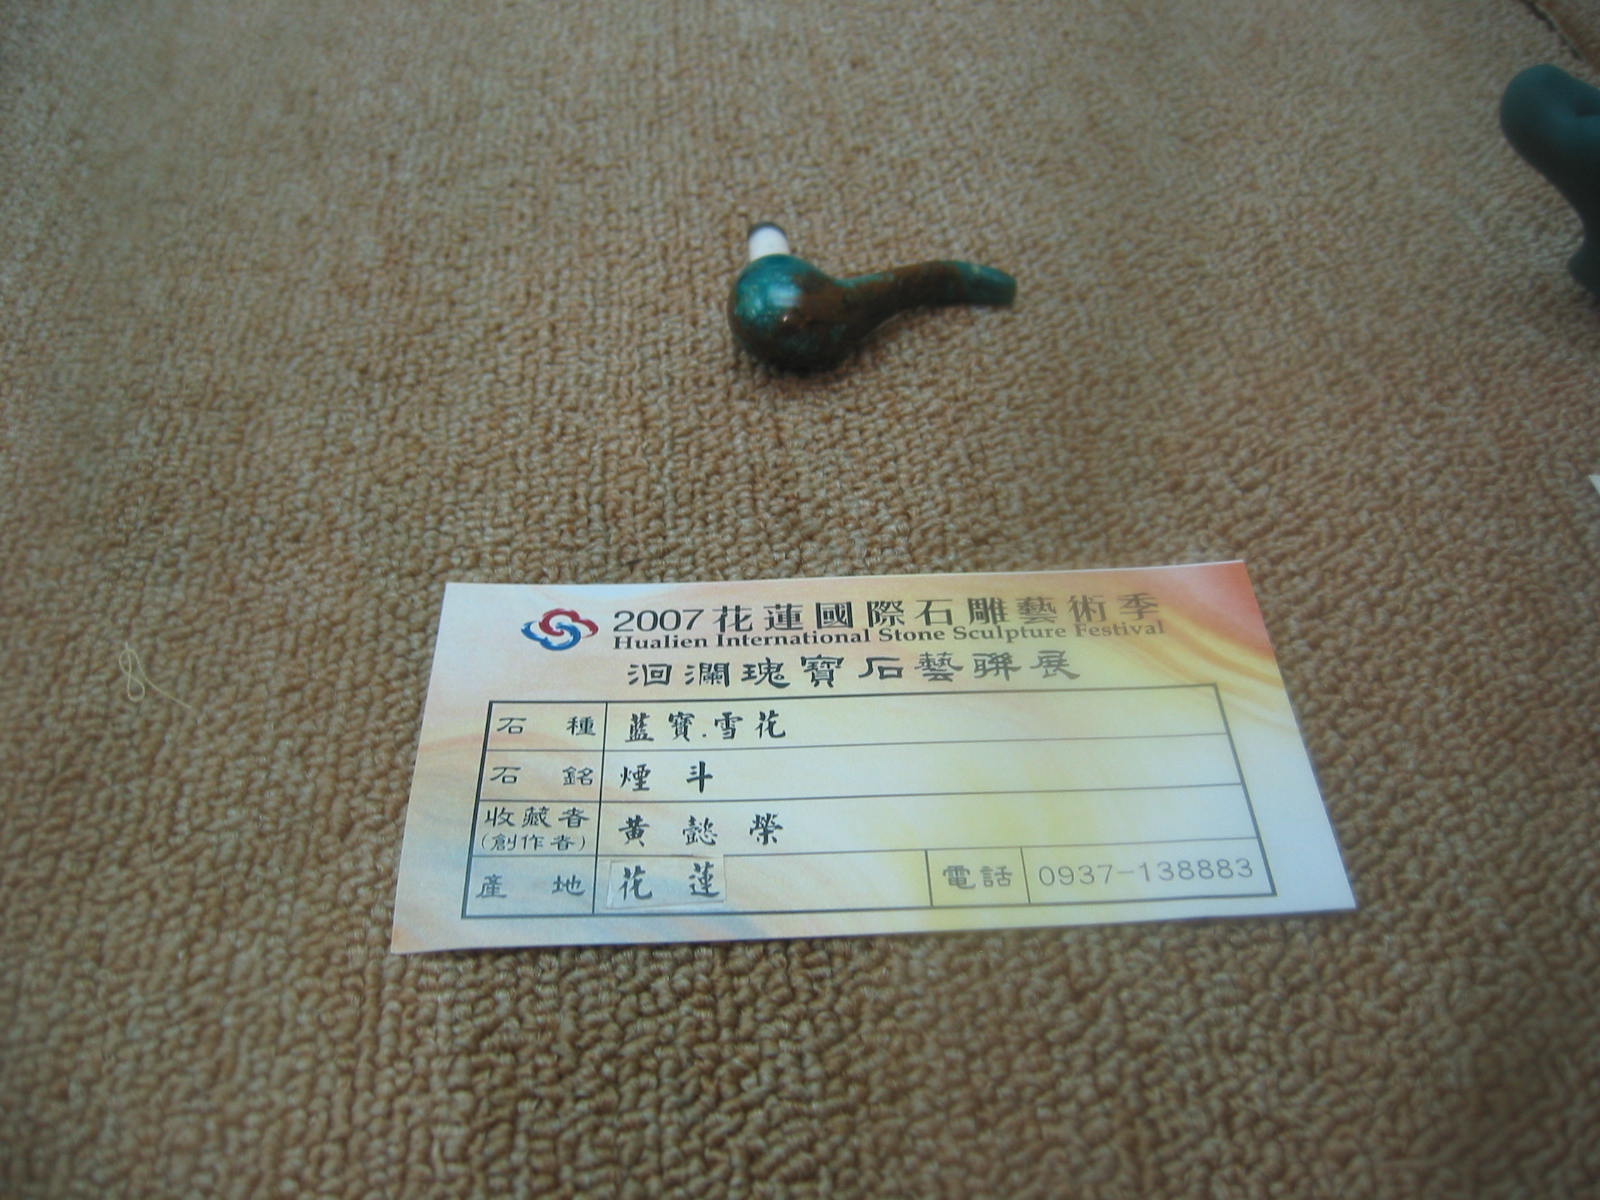 2007花蓮國際石雕藝術季
Hualien International Stone Sculpture Festival
洄瀾瑰寶石藝聯展
石 種 藍寶.雪花
石 銘 煙 斗
收藏者 黃 懿 榮
(創作者)
產 地 花 蓮 電話 0937-138883